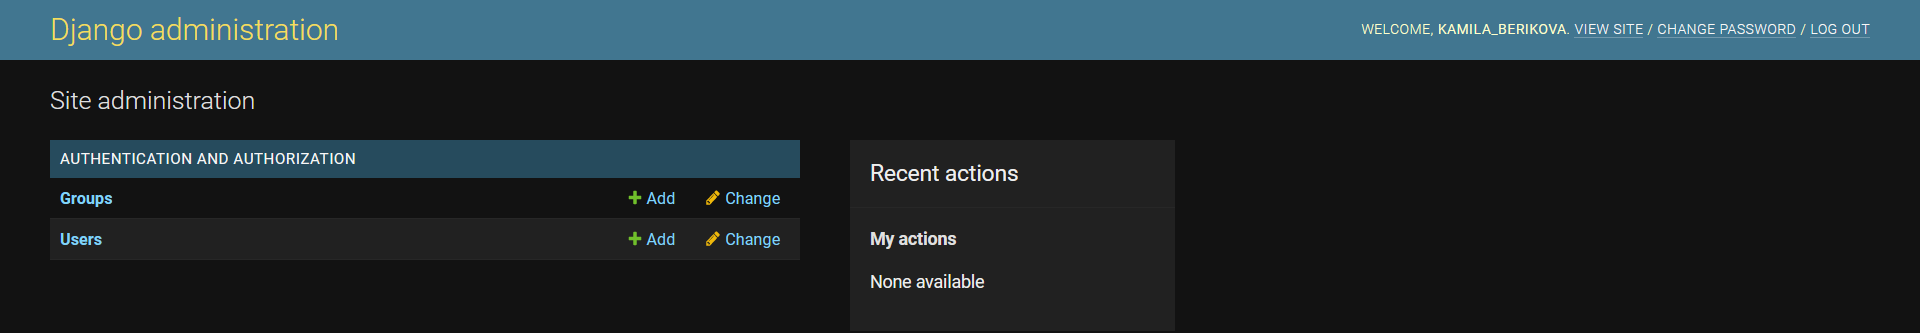 Django administration
WELCOME, KAMILA_BERIKOVA. VIEW SITE / CHANGE PASSWORD / LOG OUT
Site administration
AUTHENTICATION AND AUTHORIZATION
Groups Add Change
Users Add Change
Recent actions
My actions
None available